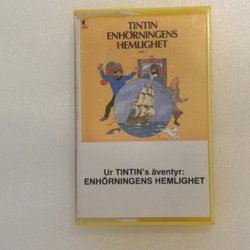 TINTIN
ENHÖRNINGENS
HEMLIGHET
Ur TINTIN's äventyr:
ENHÖRNINGENS HEMLIGHET